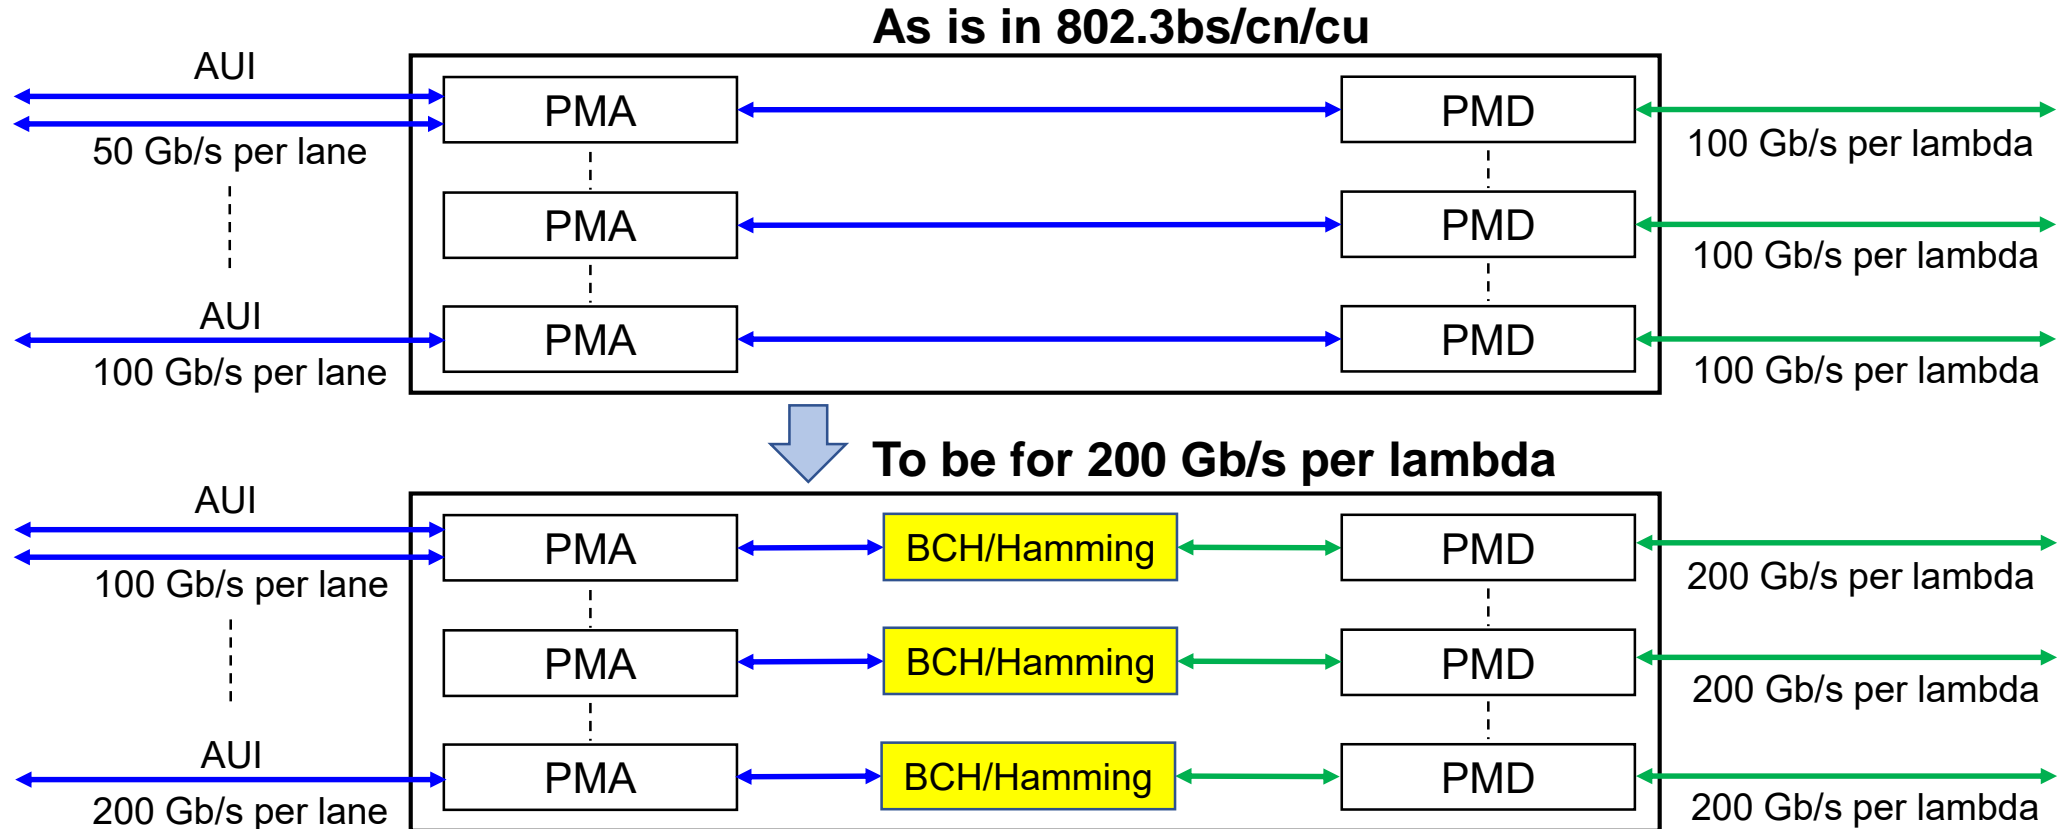 As is in 802.3bs/cn/cu
AUI
50 Gb/s per lane
PMA
PMD
100 Gb/s per lambda
PMA
PMD
100 Gb/s per lambda
AUI
100 Gb/s per lane
PMA
PMD
100 Gb/s per lambda
To be for 200 Gb/s per lambda
AUI
100 Gb/s per lane
PMA
BCH/Hamming
PMD
200 Gb/s per lambda
PMA
BCH/Hamming
PMD
200 Gb/s per lambda
AUI
200 Gb/s per lane
PMA
BCH/Hamming
PMD
200 Gb/s per lambda